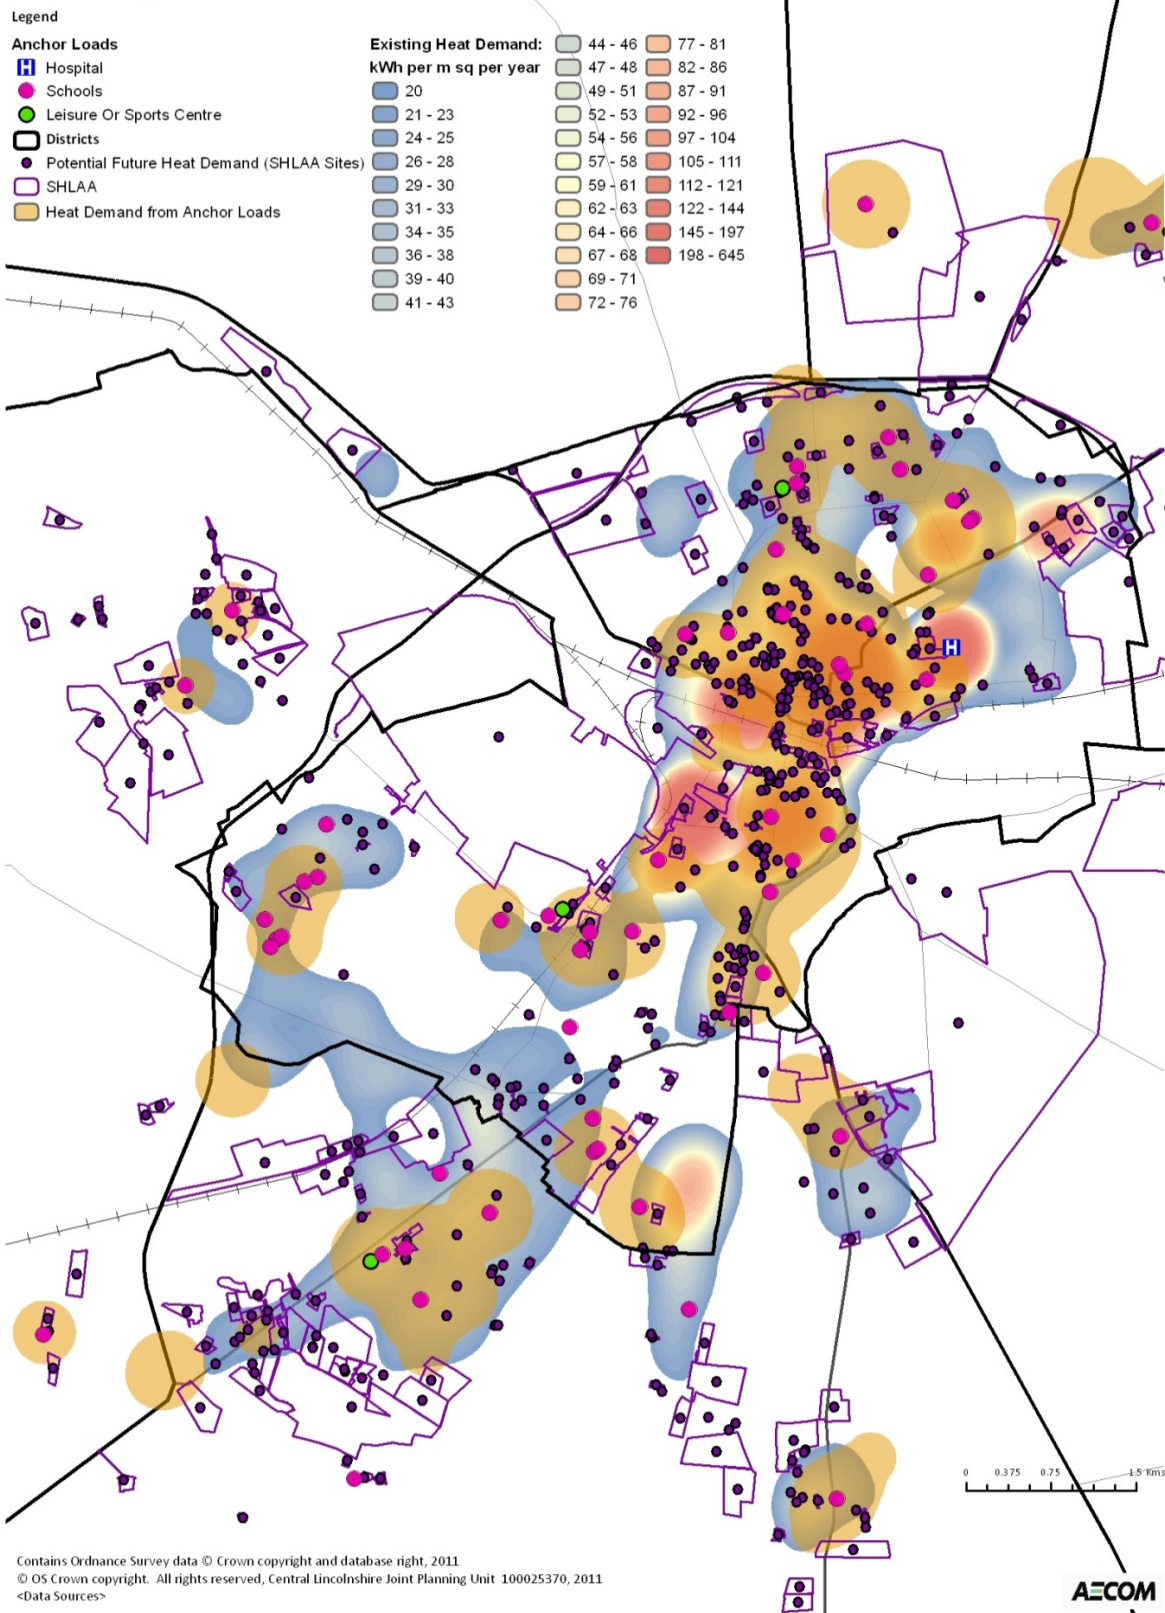 Legend
Anchor Loads
H Hospital
Schools
Leisure Or Sports Centre
Districts
Potential Future Heat Demand (SHLAA Sites)
SHLAA
Heat Demand from Anchor Loads
Existing Heat Demand:
kWh per m sq per year
20
21 - 23
24 - 25
26 - 28
29 - 30
31 - 33
34 - 35
36 - 38
39 - 40
41 - 43
44 - 46
47 - 48
49 - 51
52 - 53
54 - 56
57 - 58
59 - 61
62 - 63
64 - 66
67 - 68
69 - 71
72 - 76
77 - 81
82 - 86
87 - 91
92 - 96
97 - 104
105 - 111
112 - 121
122 - 144
145 - 197
198 - 645
H
0 0.375 0.75 1.5 Kms
Contains Ordnance Survey data © Crown copyright and database right, 2011
© OS Crown copyright. All rights reserved, Central Lincolnshire Joint Planning Unit 100025370, 2011
<Data Sources>
AECOM